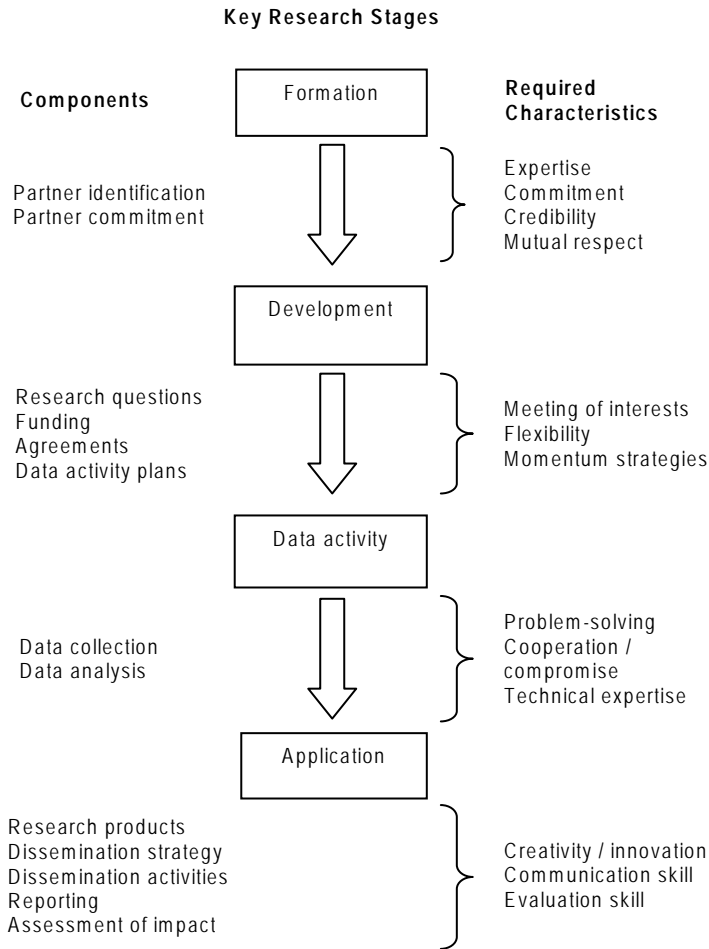 Key Research Stages
Components
Formation
Required
Characteristics
Partner identification
Partner commitment
Expertise
Commitment
Credibility
Mutual respect
Development
Research questions
Funding
Agreements
Data activity plans
Meeting of interests
Flexibility
Momentum strategies
Data activity
Data collection
Data analysis
Problem-solving
Cooperation /
compromise
Technical expertise
Application
Research products
Dissemination strategy
Dissemination activities
Reporting
Assessment of impact
Creativity / innovation
Communication skill
Evaluation skill